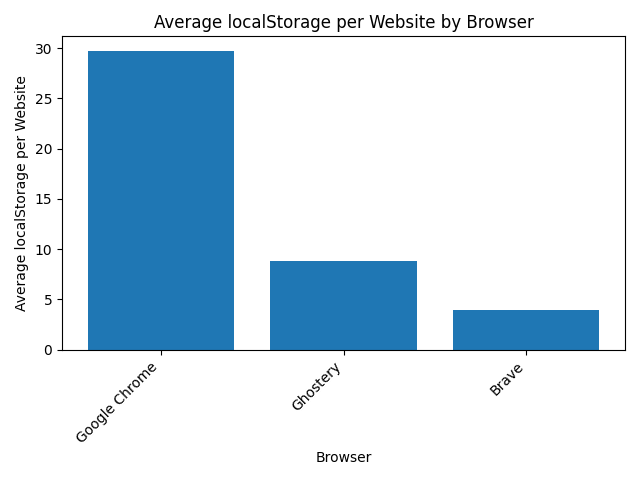 Average localStorage per Website by Browser
Average localStorage per Website
30
25
20
15
10
5
0
Google Chrome
Ghostery
Brave
Browser